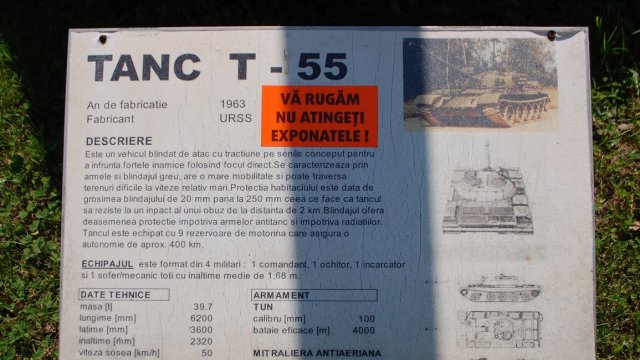 TANC T - 55
An de fabricatie 1963
Fabricant URSS
VĂ RUGĂM
NU ATINGEȚI
EXPONATELE !
DESCRIERE
Este un vehicul blindat de atac cu tractiune pe senile conceput pentru
a infrunta fortele inamice folosind focul direct.Se caracterizeaza prin
armele si blindajul greu, are o mare mobilitate si poate traversa
terenuri dificile la viteze relativ mari.Protectia habitaclului este data de
grosimea blindajului de 20 mm pana la 250 mm ceea ce face ca tancul
sa reziste la un inpact al unui obuz de la distanta de 2 km.Blindajul ofera
deasemenea protectie impotriva armelor antitanc si impotriva radiatiilor.
Tancul este echipat cu 9 rezervoare de motorina care asigura o
autonomie de aprox. 400 km.
ECHIPAJUL este format din 4 militari : 1 comandant, 1 ochitor, 1 incarcator
si 1 sofer/mecanic toti cu inaltime medie de 1,68 m.
DATE TEHNICE
masa [t] 39.7
lungime [mm] 6200
latime [mm] 3600
inaltime [mm] 2320
viteza sosea [km/h] 50
ARMAMENT
TUN
calibru [mm] 100
bataie eficace [m] 4000
MITRALIERA ANTIAERIANA